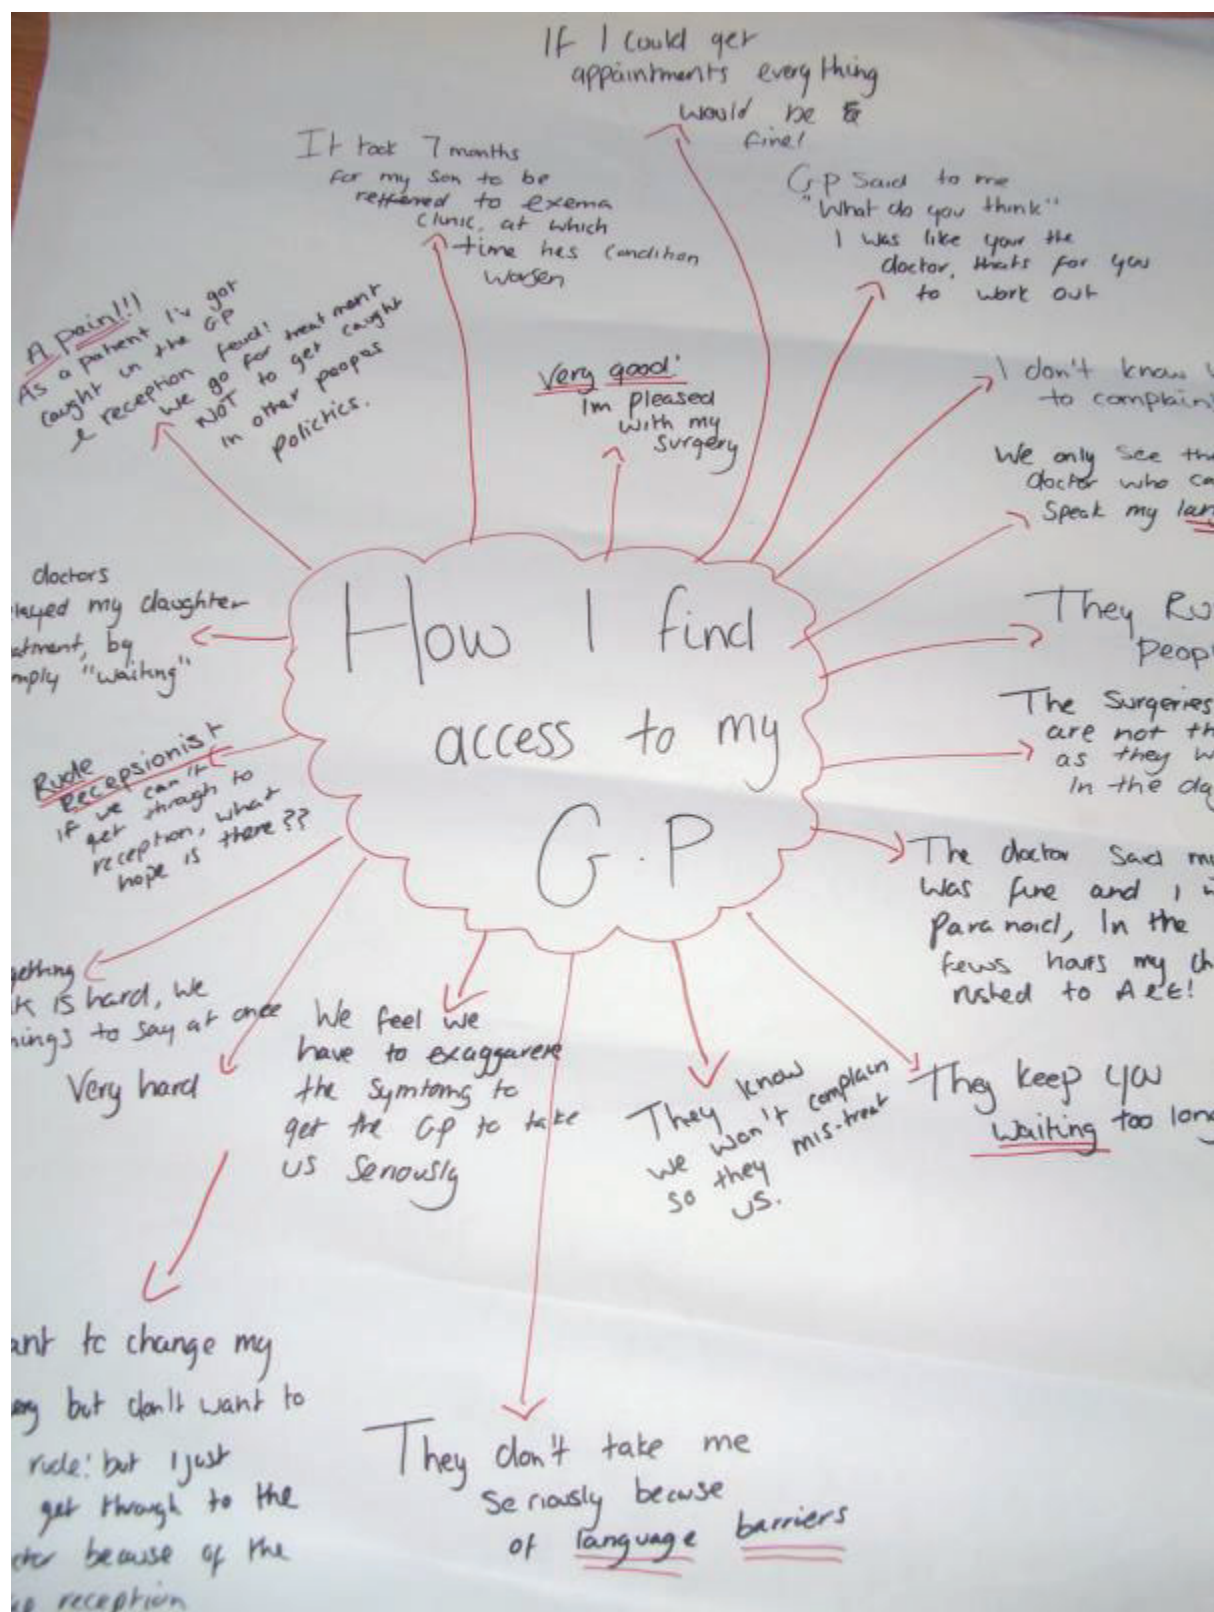 If I could get
appointments everything
would be
fine!
It took 7 months
for my son to be
reffered to exema
clinic, at which
time hes condition
worsen
GP said to me
"What do you think"
I was like your the
doctor, thats for you
to work out
A pain!!!
As a patient I'v got
caught in the GP
& reception feud!
we go for treatment
NOT to get caught
in other peopes
polictics.
Very good
Im pleased
with my
surgery
I don't know
to complain
We only see the
doctor who
Speak my
They
The Surgeries
are not
as they
In the
doctors
my daughter
by
"waiting"
Rude
Recepsionist
if we can't
get through to
reception, what
hope is there??
How I find
access to my
G.P
The doctor said
was fine and I
Paranoid, In the
fews hours my
rushed to A&E!
is hard, we
to say at once
Very hard
We feel we
have to exaggarere
the symtoms to
get the GP to take
us seriously
They know
we won't complain
so they mis-treat
us.
They keep you
waiting too long
to change my
but don't want to
rude: but I just
get through to the
because of the
reception
They don't take me
seriously becuse
of language barriers